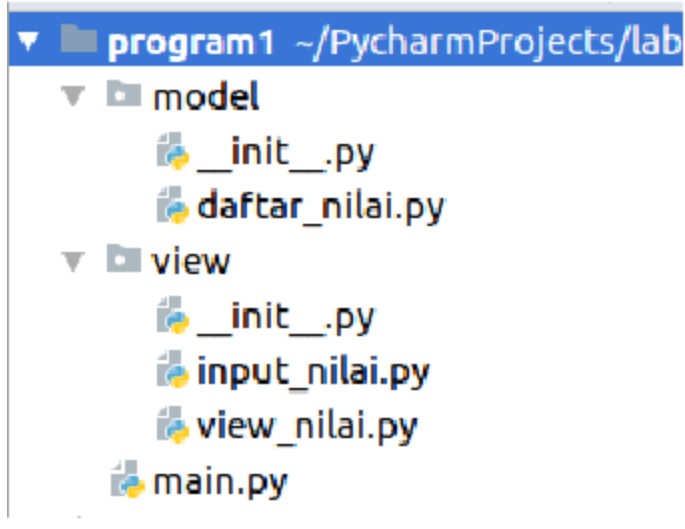 program1 ~/PycharmProjects/lab
model
__init__.py
daftar_nilai.py
view
__init__.py
input_nilai.py
view_nilai.py
main.py